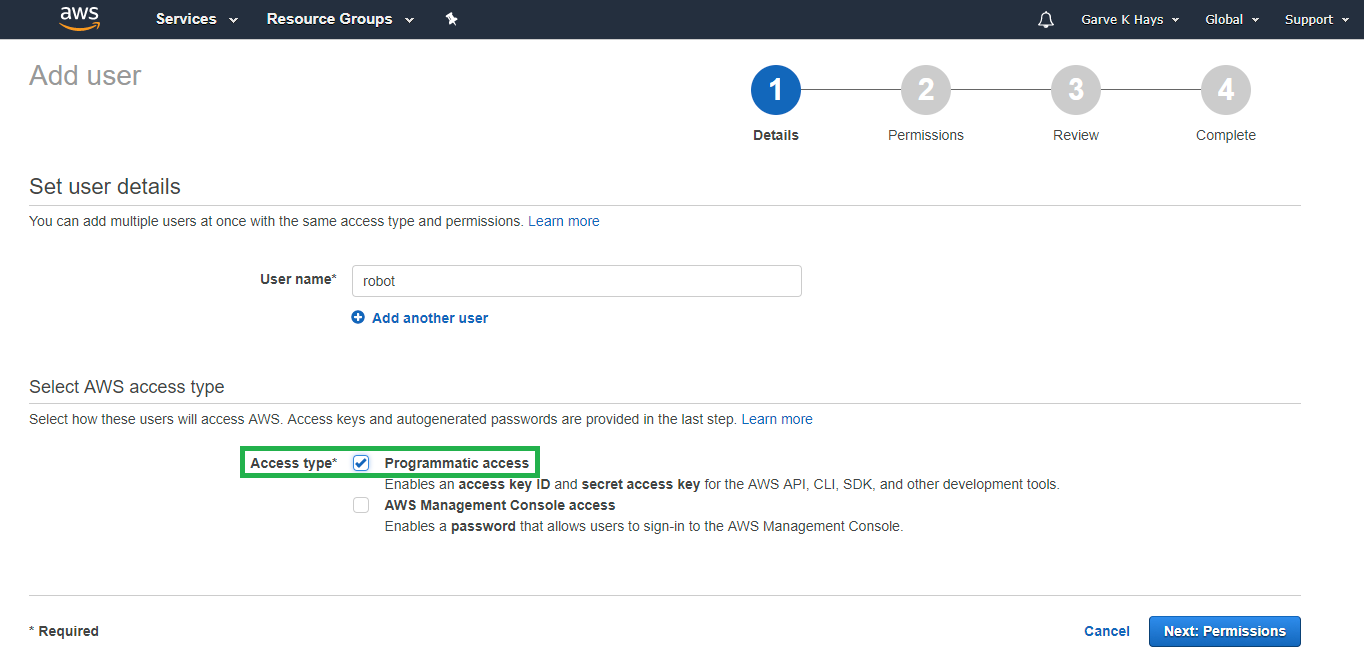 aws Services Resource Groups Garve K Hays Global Support
Add user
1 2 3 4
Details Permissions Review Complete
Set user details
You can add multiple users at once with the same access type and permissions. Learn more
User name* robot
Add another user
Select AWS access type
Select how these users will access AWS. Access keys and autogenerated passwords are provided in the last step. Learn more
Access type* Programmatic access
Enables an access key ID and secret access key for the AWS API, CLI, SDK, and other development tools.
AWS Management Console access
Enables a password that allows users to sign-in to the AWS Management Console.
* Required Cancel Next: Permissions